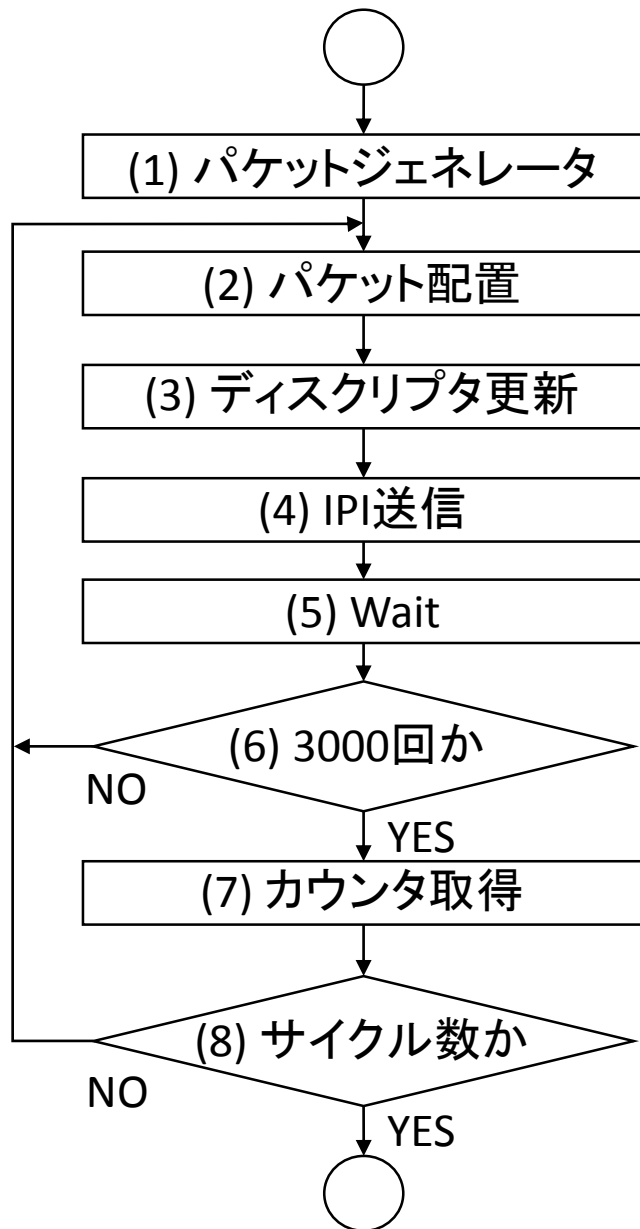 (1) パケットジェネレータ
(2) パケット配置
(3) ディスクリプタ更新
(4) IPI送信
(5) Wait
(6) 3000回か
NO
YES
(7) カウンタ取得
(8) サイクル数か
NO
YES